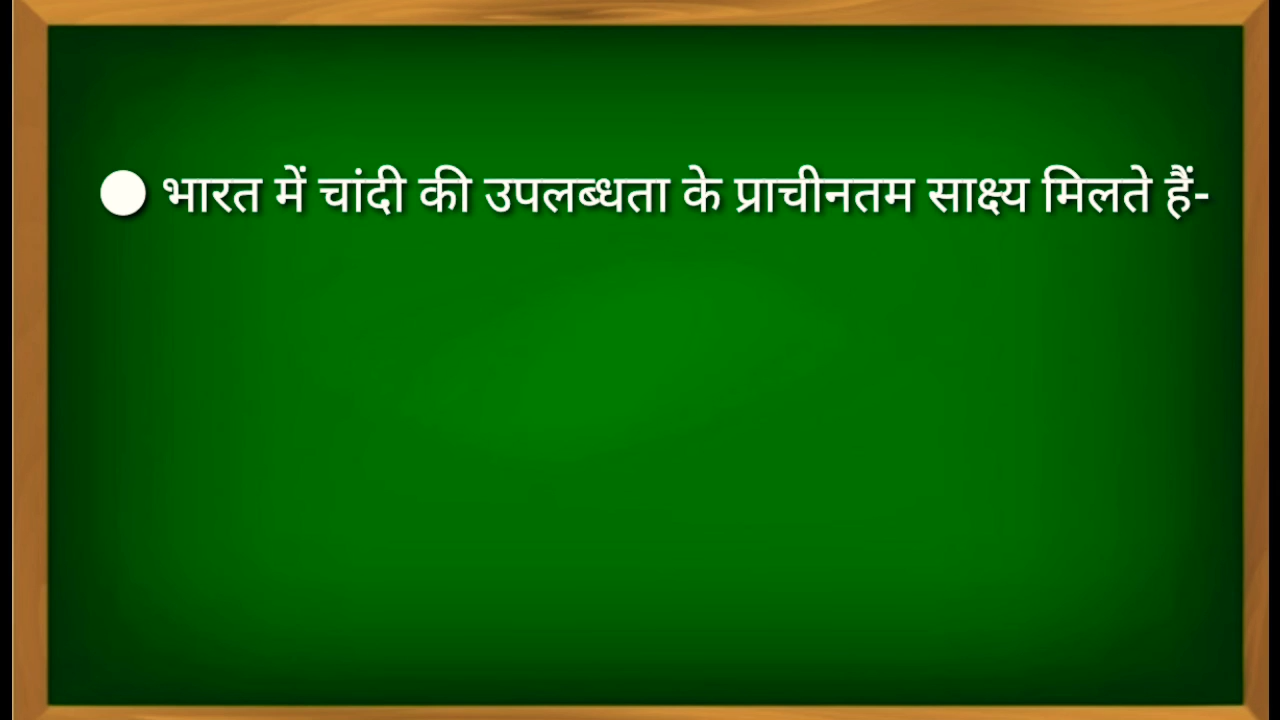 ● भारत में चांदी की उपलब्धता के प्राचीनतम साक्ष्य मिलते हैं-